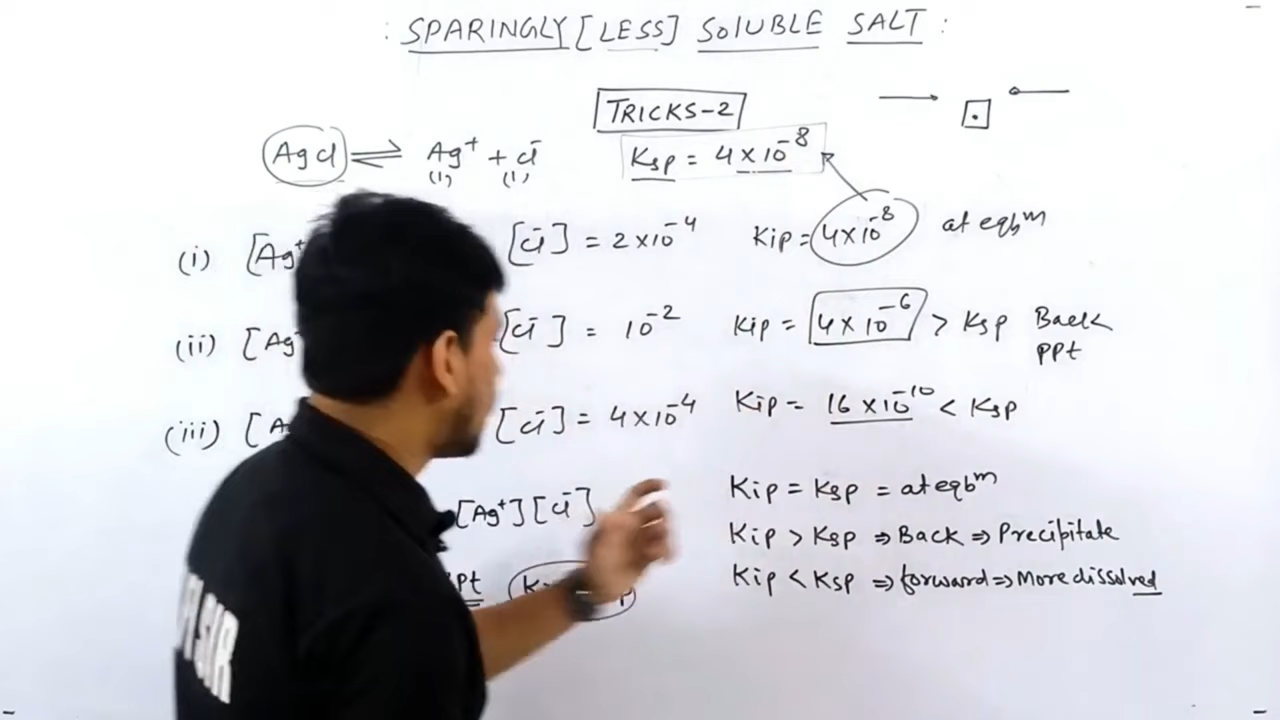 : SPARINGLY [LESS] SOLUBLE SALT :
TRICKS-2
AgCl ⇌ Ag⁺ + Cl⁻
(1) (1)
Ksp = 4×10⁻⁸
(i) [Ag⁺ [Cl⁻] = 2×10⁻⁴ Kip = 4×10⁻⁸ at eqbᵐ
(ii) [Ag [Cl⁻] = 10⁻² Kip = 4×10⁻⁶ > Ksp Back
ppt
(iii) [A [Cl⁻] = 4×10⁻⁴ Kip = 16×10⁻¹⁰ < Ksp
[Ag⁺][Cl⁻] Kip = Ksp = at eqbᵐ
Kip > Ksp ⇒ Back ⇒ Precipitate
ppt Kip < Ksp ⇒ forward ⇒ More dissolved
SIR